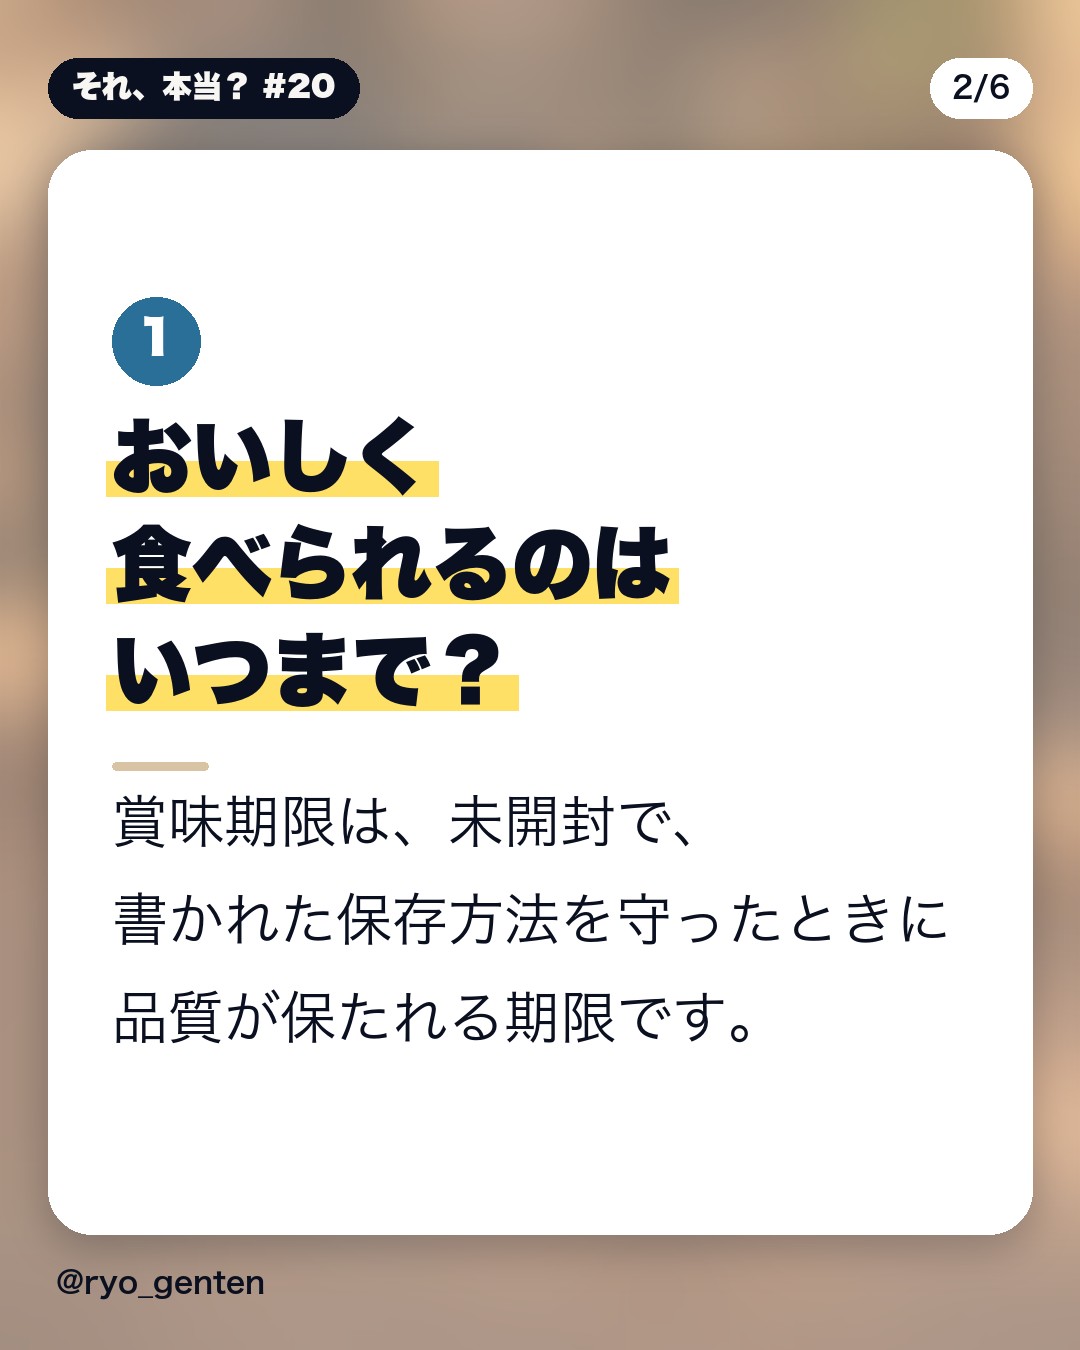 それ、本当？ #20
2/6
1
おいしく
食べられるのは
いつまで？
賞味期限は、未開封で、
書かれた保存方法を守ったときに
品質が保たれる期限です。
@ryo_genten